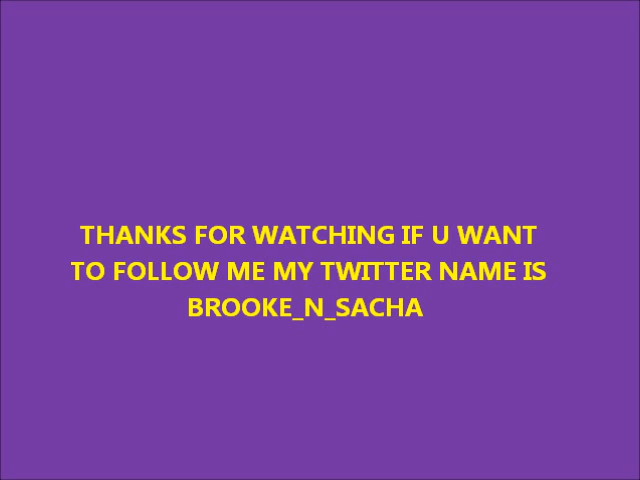 THANKS FOR WATCHING IF U WANT
TO FOLLOW ME MY TWITTER NAME IS
BROOKE_N_SACHA